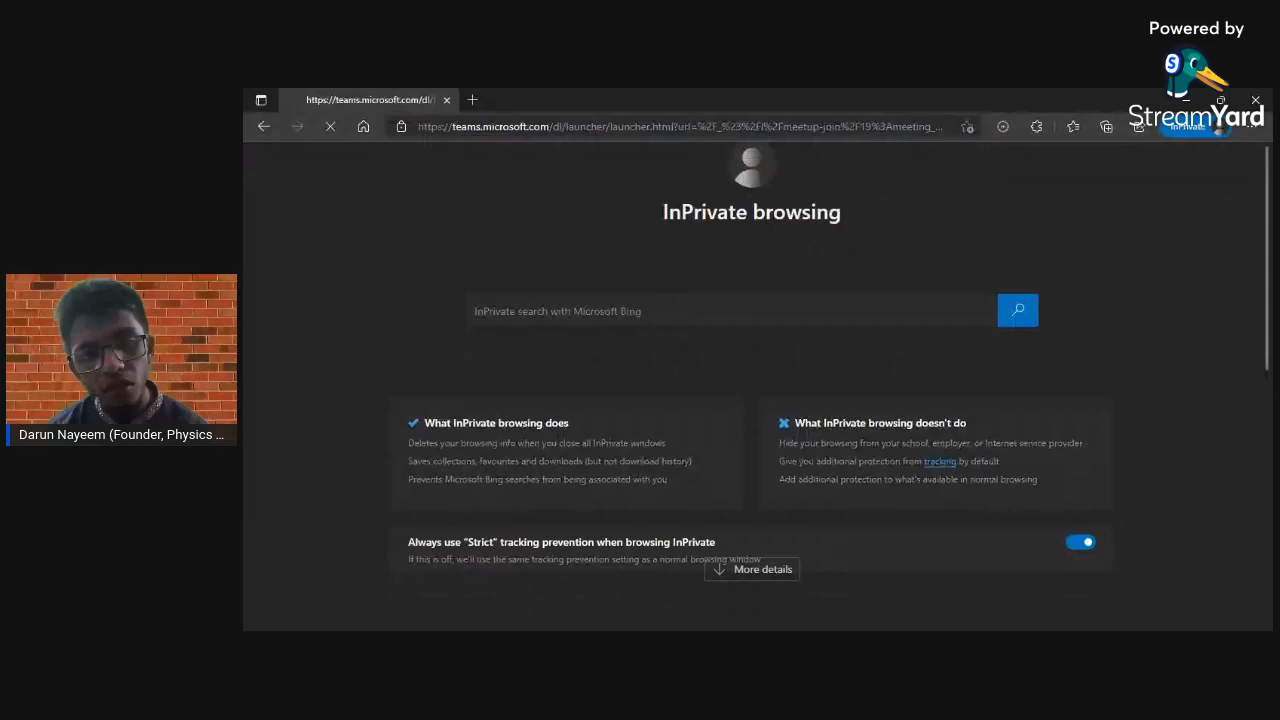 Powered by
StreamYard
https://teams.microsoft.com/dl/
https://teams.microsoft.com/dl/launcher/launcher.html?url=%2F_%23%2Fl%2Fmeetup-join%2F19%3Ameeting_...
InPrivate
InPrivate browsing
InPrivate search with Microsoft Bing
What InPrivate browsing does
Deletes your browsing info when you close all InPrivate windows
Saves collections, favourites and downloads (but not download history)
Prevents Microsoft Bing searches from being associated with you
What InPrivate browsing doesn't do
Hide your browsing from your school, employer, or Internet service provider
Give you additional protection from tracking by default
Add additional protection to what's available in normal browsing
Always use "Strict" tracking prevention when browsing InPrivate
If this is off, we'll use the same tracking prevention setting as a normal browsing window
More details
Darun Nayeem (Founder, Physics ...